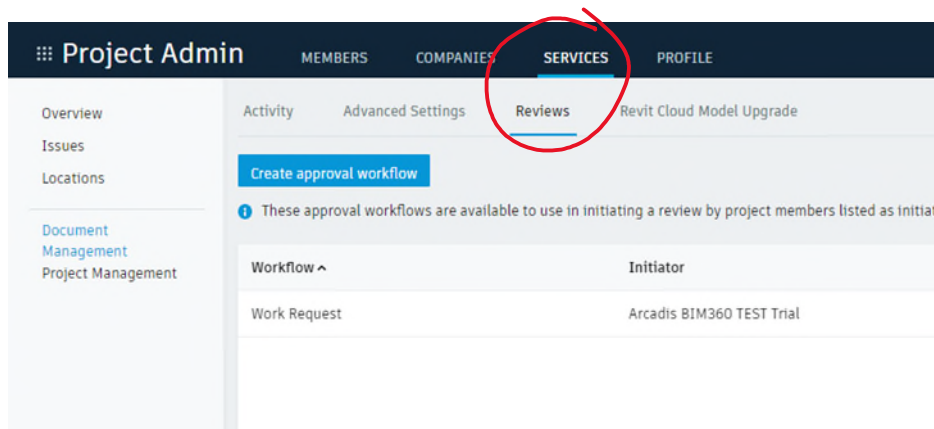 Project Admin MEMBERS COMPANIES SERVICES PROFILE
Overview
Issues
Locations
Document
Management
Project Management
Activity Advanced Settings Reviews Revit Cloud Model Upgrade
Create approval workflow
These approval workflows are available to use in initiating a review by project members listed as
Workflow Initiator
Work Request Arcadis BIM360 TEST Trial